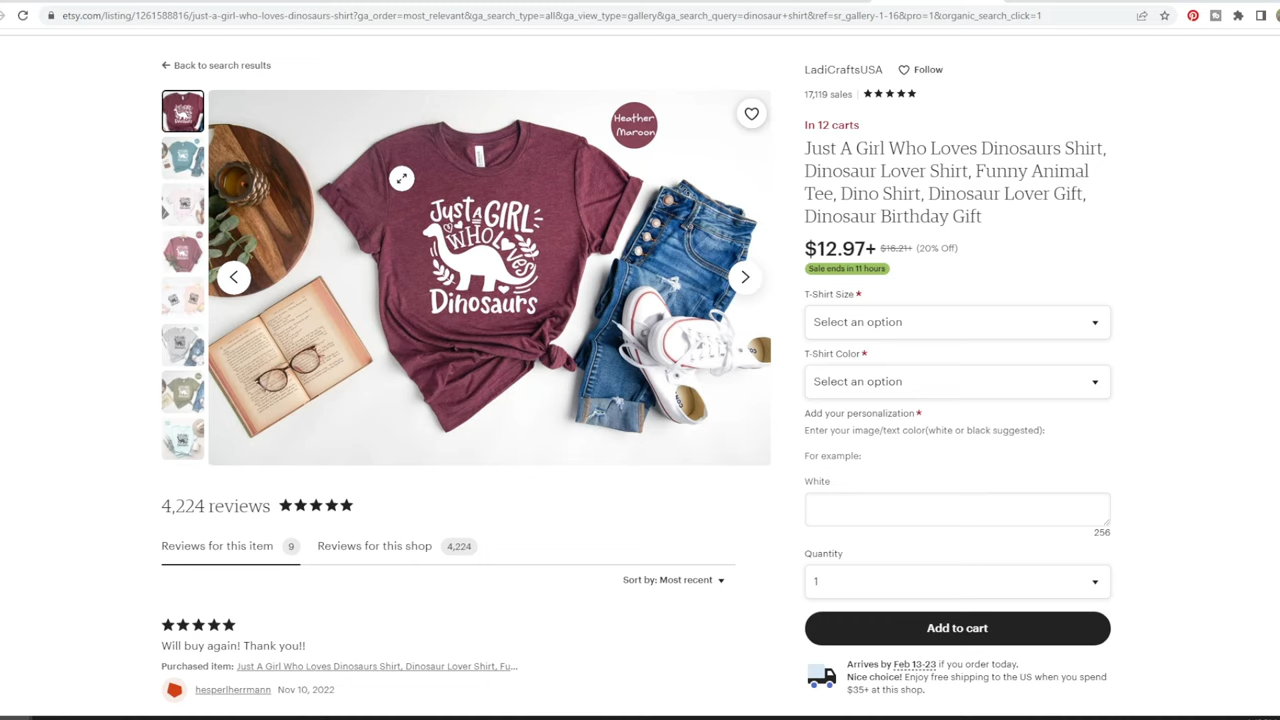 etsy.com/listing/1261588816/just-a-girl-who-loves-dinosaurs-shirt?ga_order=most_relevant&ga_search_type=all&ga_view_type=gallery&ga_search_query=dinosaur+shirt&ref=sr_gallery-1-16&pro=1&organic_search_click=1
Back to search results
Heather
Maroon
Just A GIRL
WHO LOVES
Dinosaurs
4,224 reviews
Reviews for this item 9 Reviews for this shop 4,224
Sort by: Most recent
Will buy again! Thank you!!
Purchased item: Just A Girl Who Loves Dinosaurs Shirt, Dinosaur Lover Shirt, Fu...
hesperlherrmann Nov 10, 2022
LadiCraftsUSA Follow
17,119 sales
In 12 carts
Just A Girl Who Loves Dinosaurs Shirt,
Dinosaur Lover Shirt, Funny Animal
Tee, Dino Shirt, Dinosaur Lover Gift,
Dinosaur Birthday Gift
$12.97+ $16.21+ (20% Off)
Sale ends in 11 hours
T-Shirt Size *
Select an option
T-Shirt Color *
Select an option
Add your personalization *
Enter your image/text color(white or black suggested):
For example:
White
256
Quantity
1
Add to cart
Arrives by Feb 13-23 if you order today.
Nice choice! Enjoy free shipping to the US when you spend
$35+ at this shop.